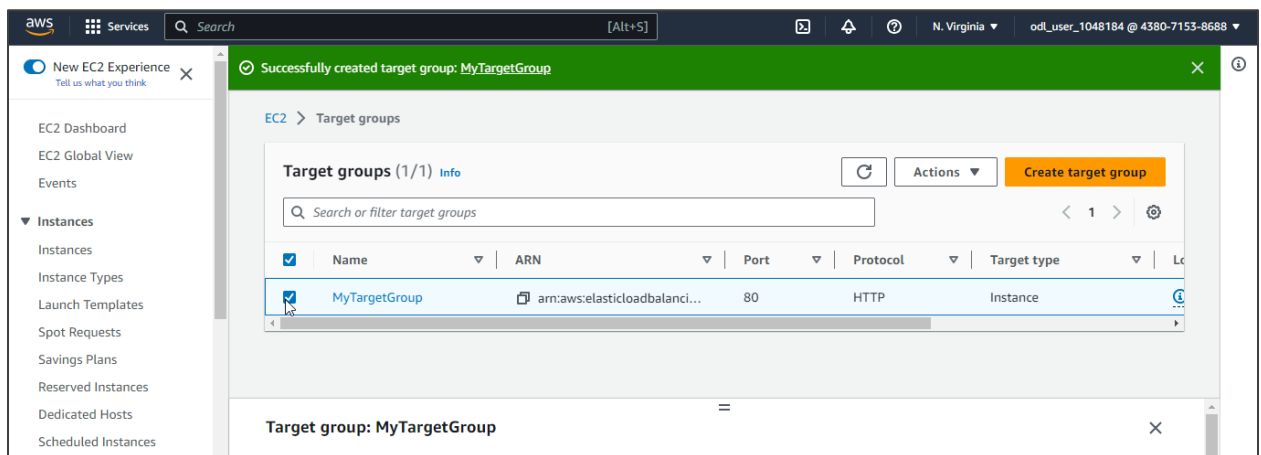 aws Services Search [Alt+S] N. Virginia odl_user_1048184 @ 4380-7153-8688
New EC2 Experience
Tell us what you think
Successfully created target group: MyTargetGroup
EC2 Dashboard
EC2 Global View
Events
Instances
Instances
Instance Types
Launch Templates
Spot Requests
Savings Plans
Reserved Instances
Dedicated Hosts
Scheduled Instances
EC2 > Target groups
Target groups (1/1) Info Actions Create target group
Search or filter target groups < 1 >
Name ARN Port Protocol Target type Lo
MyTargetGroup arn:aws:elasticloadbalanci... 80 HTTP Instance
Target group: MyTargetGroup